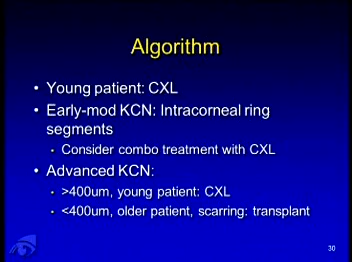 Algorithm
• Young patient: CXL
• Early-mod KCN: Intracorneal ring
segments
• Consider combo treatment with CXL
• Advanced KCN:
• >400um, young patient: CXL
• <400um, older patient, scarring: transplant
30